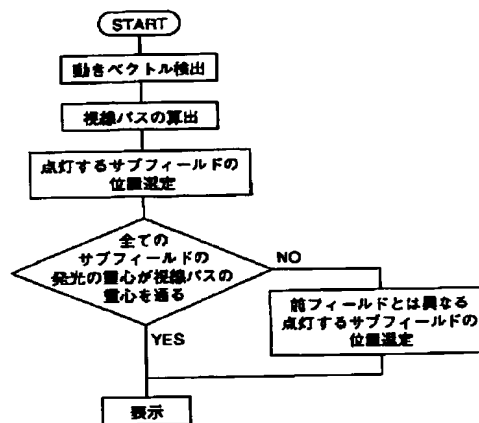 START
動きベクトル検出
視線パスの算出
点灯するサブフィールドの
位置選定
全ての
サブフィールドの
発光の重心が視線パスの
重心を通る
NO
前フィールドとは異なる
点灯するサブフィールドの
位置選定
YES
表示